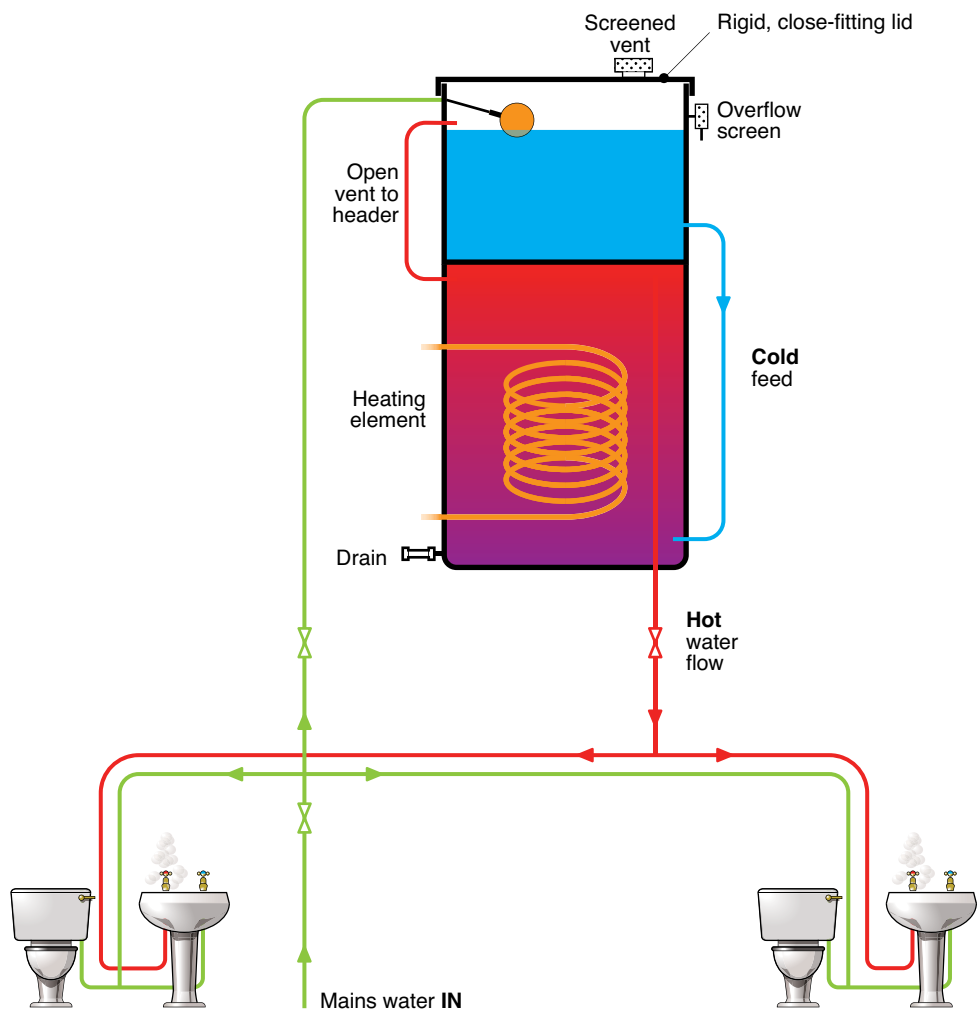 Screened
vent
Rigid, close-fitting lid
Overflow
screen
Open
vent to
header
Cold
feed
Heating
element
Drain
Hot
water
flow
Mains water IN